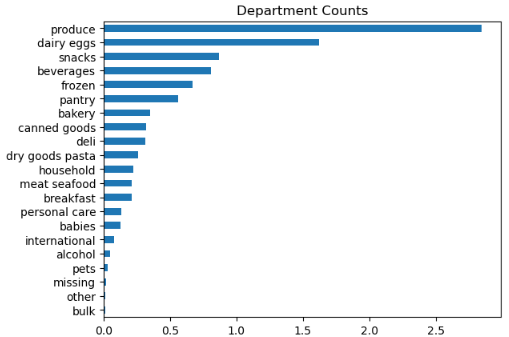 Department Counts
produce
dairy eggs
snacks
beverages
frozen
pantry
bakery
canned goods
deli
dry goods pasta
household
meat seafood
breakfast
personal care
babies
international
alcohol
pets
missing
other
bulk
0.0 0.5 1.0 1.5 2.0 2.5